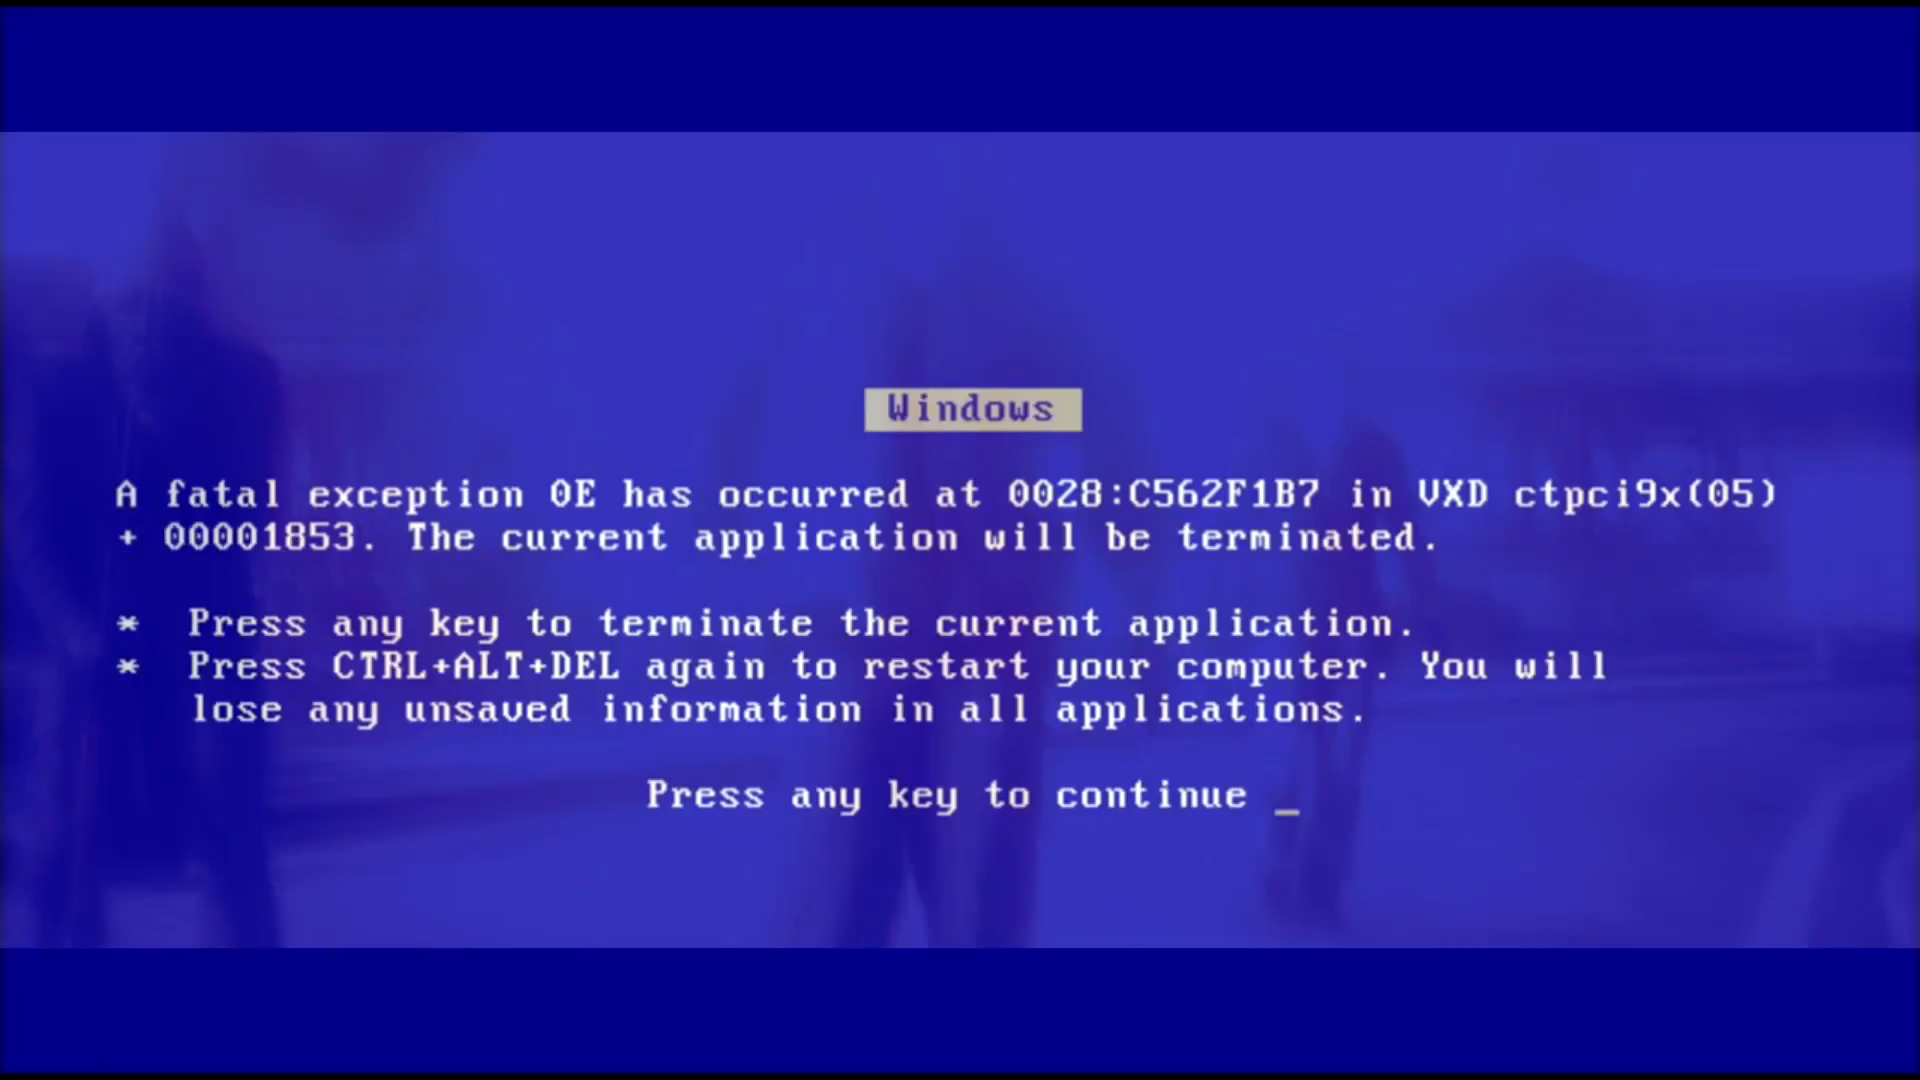 Windows
A fatal exception 0E has occurred at 0028:C562F1B7 in VXD ctpci9x(05)
+ 00001853. The current application will be terminated.
* Press any key to terminate the current application.
* Press CTRL+ALT+DEL again to restart your computer. You will
lose any unsaved information in all applications.
Press any key to continue _